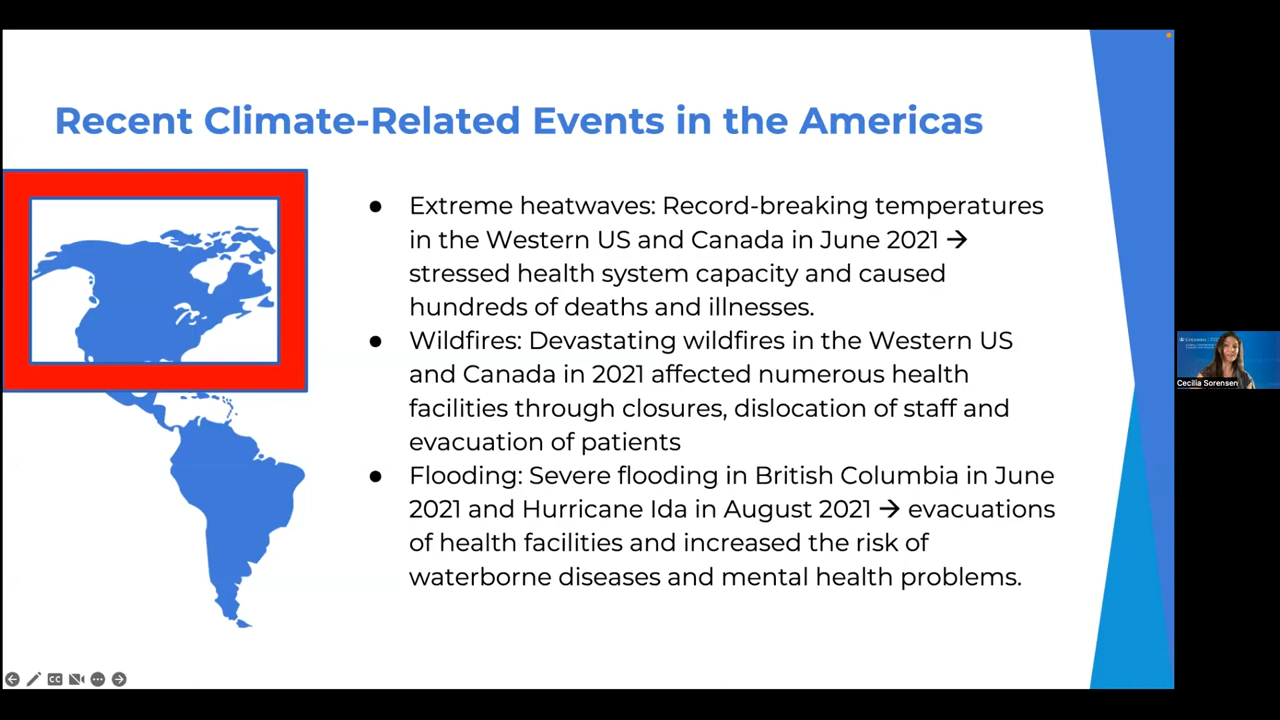 Recent Climate-Related Events in the Americas
● Extreme heatwaves: Record-breaking temperatures
in the Western US and Canada in June 2021 →
stressed health system capacity and caused
hundreds of deaths and illnesses.
● Wildfires: Devastating wildfires in the Western US
and Canada in 2021 affected numerous health
facilities through closures, dislocation of staff and
evacuation of patients
● Flooding: Severe flooding in British Columbia in June
2021 and Hurricane Ida in August 2021 → evacuations
of health facilities and increased the risk of
waterborne diseases and mental health problems.
Cecilia Sorensen
CC